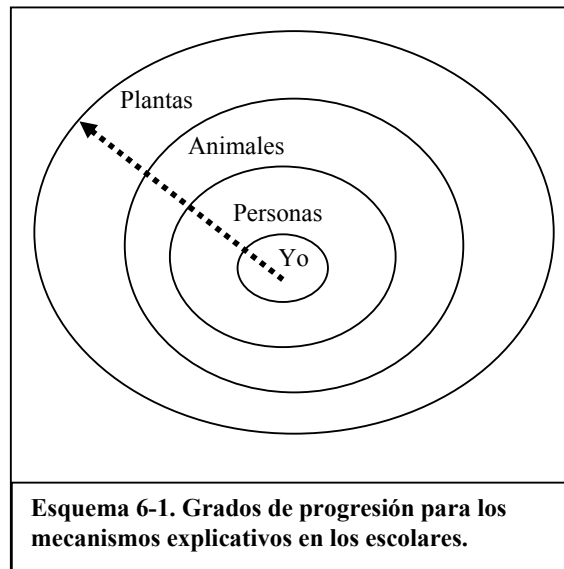 Plantas
Animales
Personas
Yo
Esquema 6-1. Grados de progresión para los
mecanismos explicativos en los escolares.